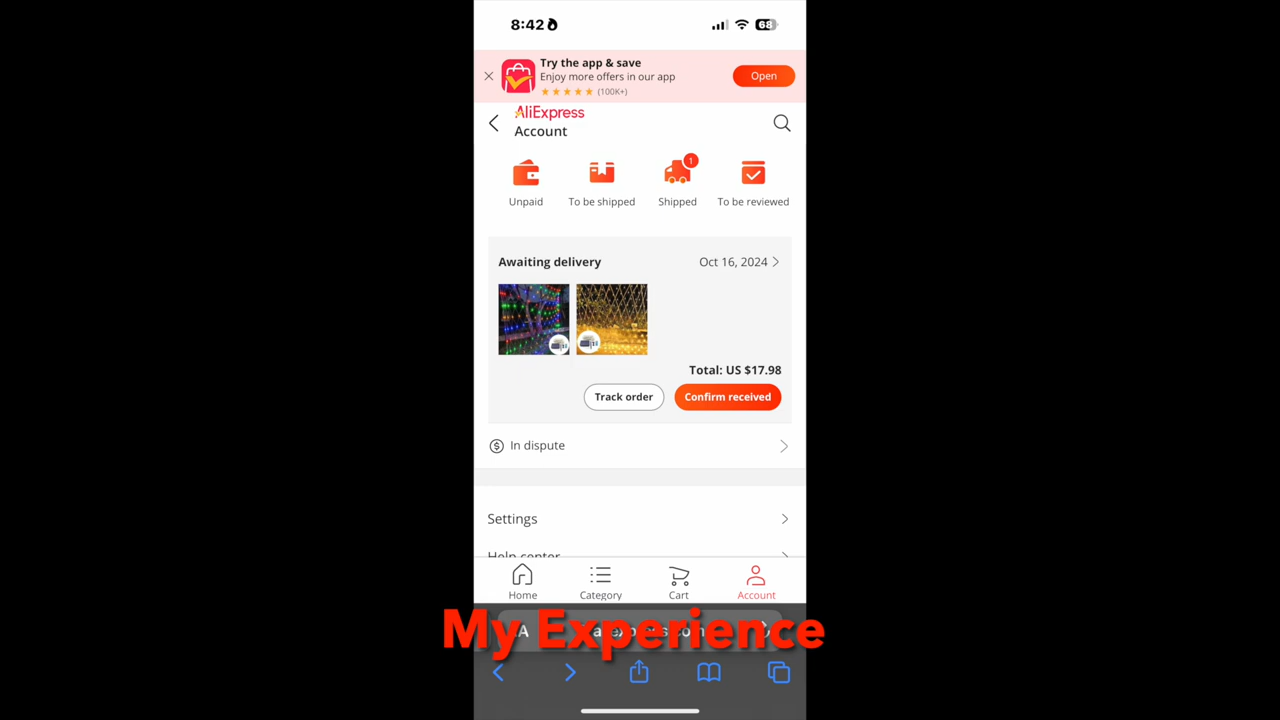 8:42
68
Try the app & save
Enjoy more offers in our app
(100K+)
Open
AliExpress
Account
1
Unpaid
To be shipped
Shipped
To be reviewed
Awaiting delivery
Oct 16, 2024
Total: US $17.98
Track order
Confirm received
In dispute
Settings
Help center
Home
Category
Cart
Account
My Experience